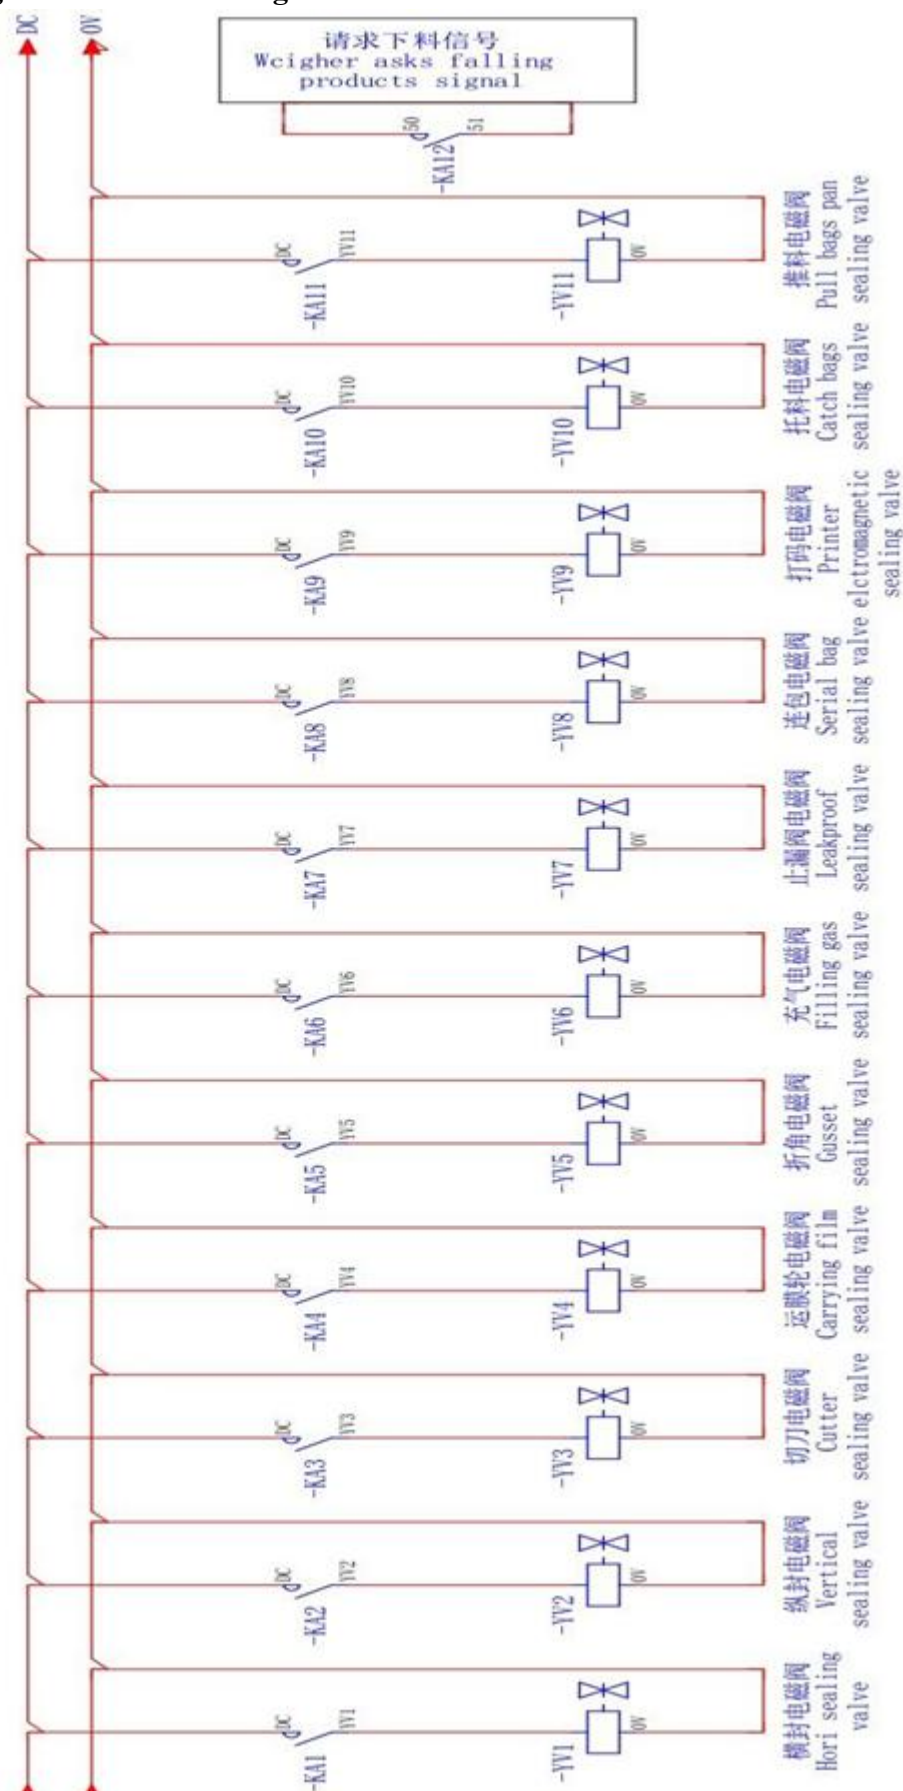 DC
0V
请求下料信号
Wcigher asks falling
products signal
50
51
-KA12
DC
YV11
-KA11
-YV11
0V
推料电磁阀
Pull bags pan
sealing valve
DC
YV10
-KA10
-YV10
0V
托料电磁阀
Catch bags
sealing valve
DC
YV9
-KA9
-YV9
0V
打码电磁阀
Printer
elctromagnetic
sealing valve
DC
YV8
-KA8
-YV8
0V
连包电磁阀
Serial bag
sealing valve
DC
YV7
-KA7
-YV7
0V
止漏阀电磁阀
Leakproof
sealing valve
DC
YV6
-KA6
-YV6
0V
充气电磁阀
Filling gas
sealing valve
DC
YV5
-KA5
-YV5
0V
折角电磁阀
Gusset
sealing valve
DC
YV4
-KA4
-YV4
0V
运膜轮电磁阀
Carrying film
sealing valve
DC
YV3
-KA3
-YV3
0V
切刀电磁阀
Cutter
sealing valve
DC
YV2
-KA2
-YV2
0V
纵封电磁阀
Vertical
sealing valve
DC
YV1
-KA1
-YV1
0V
横封电磁阀
Hori sealing
valve